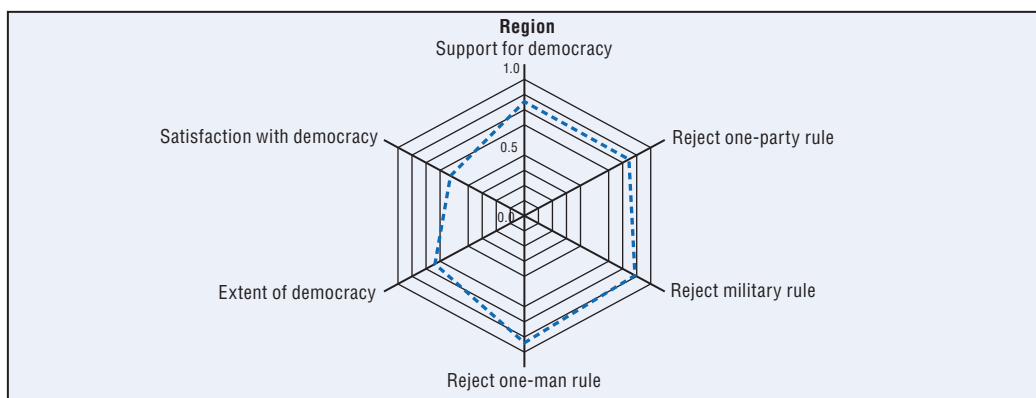 Region
Support for democracy
1.0
Satisfaction with democracy
Reject one-party rule
0.5
0.0
Extent of democracy
Reject military rule
Reject one-man rule